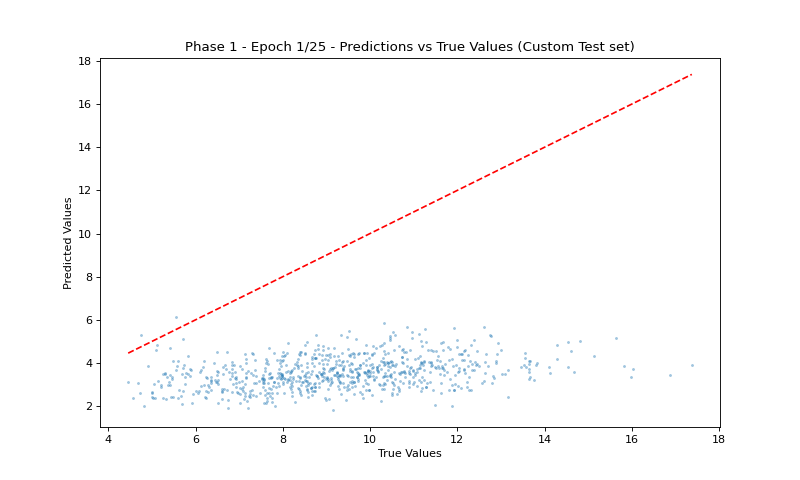 Phase 1 - Epoch 1/25 - Predictions vs True Values (Custom Test set)
18
16
14
12
10
8
6
4
2
Predicted Values
4 6 8 10 12 14 16 18
True Values